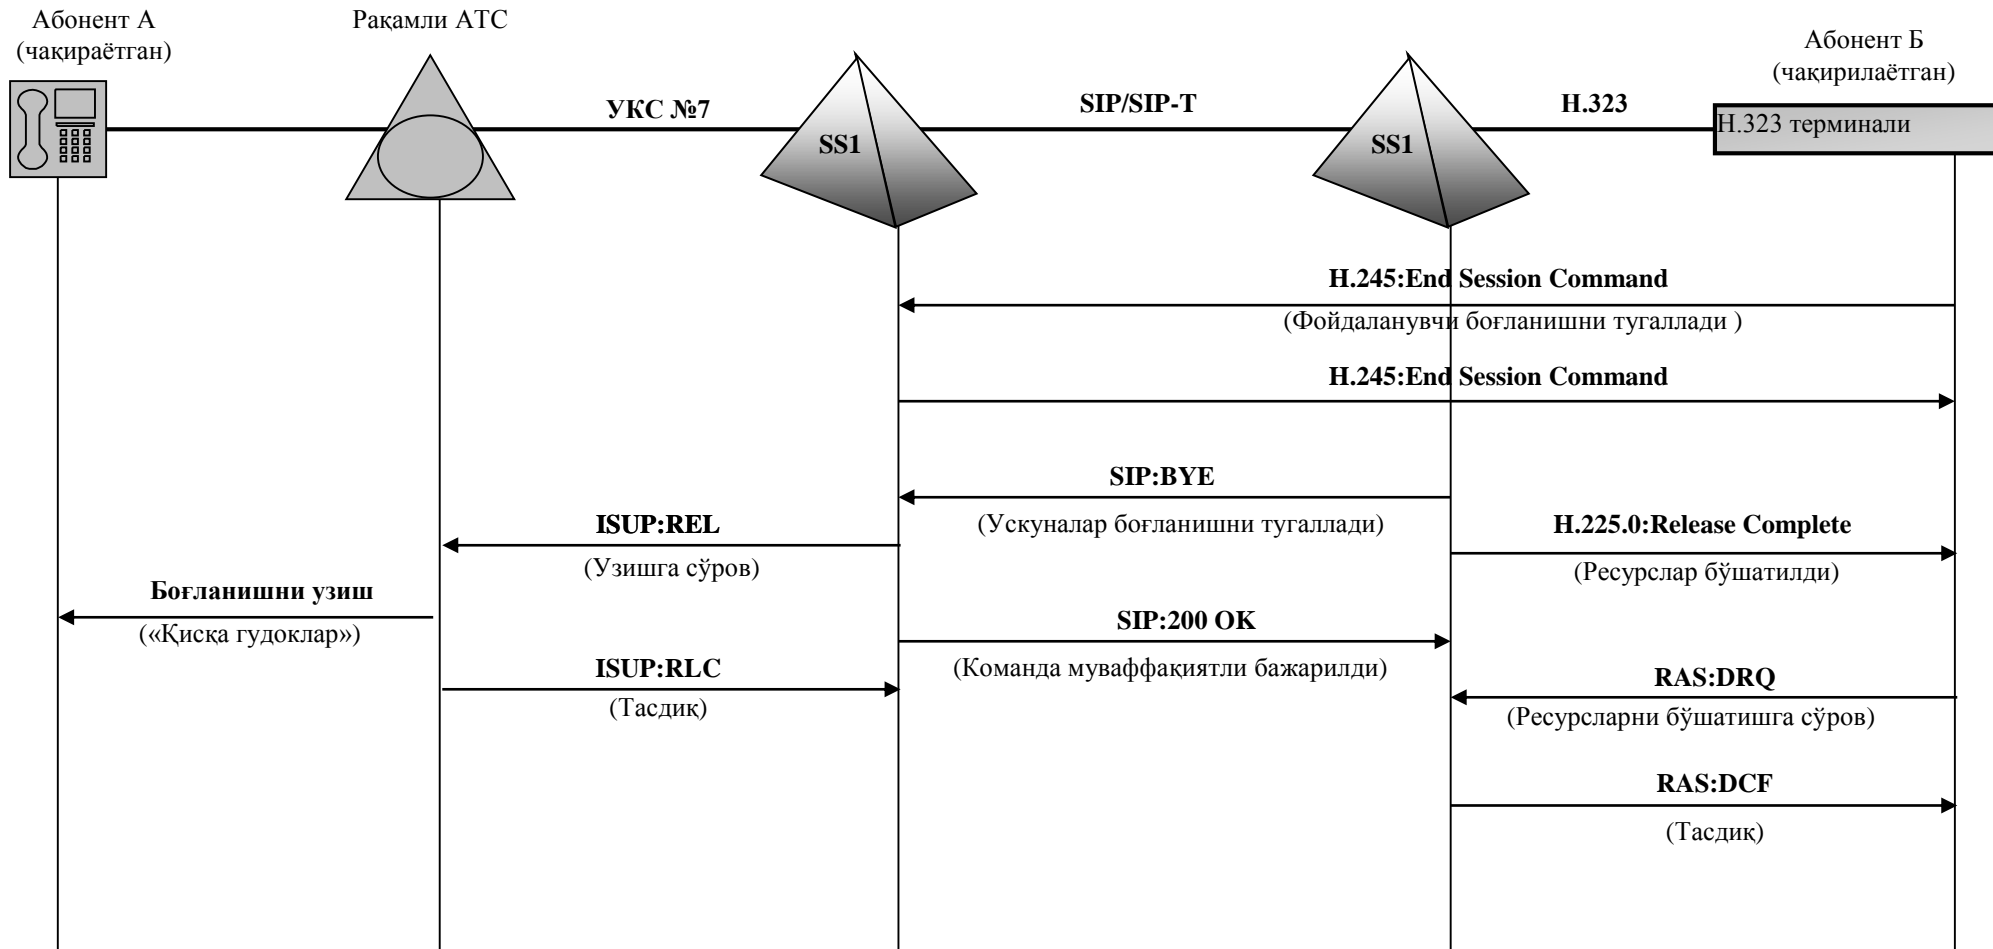 Абонент А
(чақираётган)
Рақамли АТС
Абонент Б
(чақирилаётган)
УКС №7
SIP/SIP-T
H.323
SS1
SS1
H.323 терминали
H.245:End Session Command
(Фойдаланувчи боғланишни тугаллади )
H.245:End Session Command
SIP:BYE
(Ускуналар боғланишни тугаллади)
ISUP:REL
(Узишга сўров)
H.225.0:Release Complete
(Ресурслар бўшатилди)
Боғланишни узиш
(«Қисқа гудоклар»)
SIP:200 OK
(Команда муваффақиятли бажарилди)
ISUP:RLC
(Тасдиқ)
RAS:DRQ
(Ресурсларни бўшатишга сўров)
RAS:DCF
(Тасдиқ)